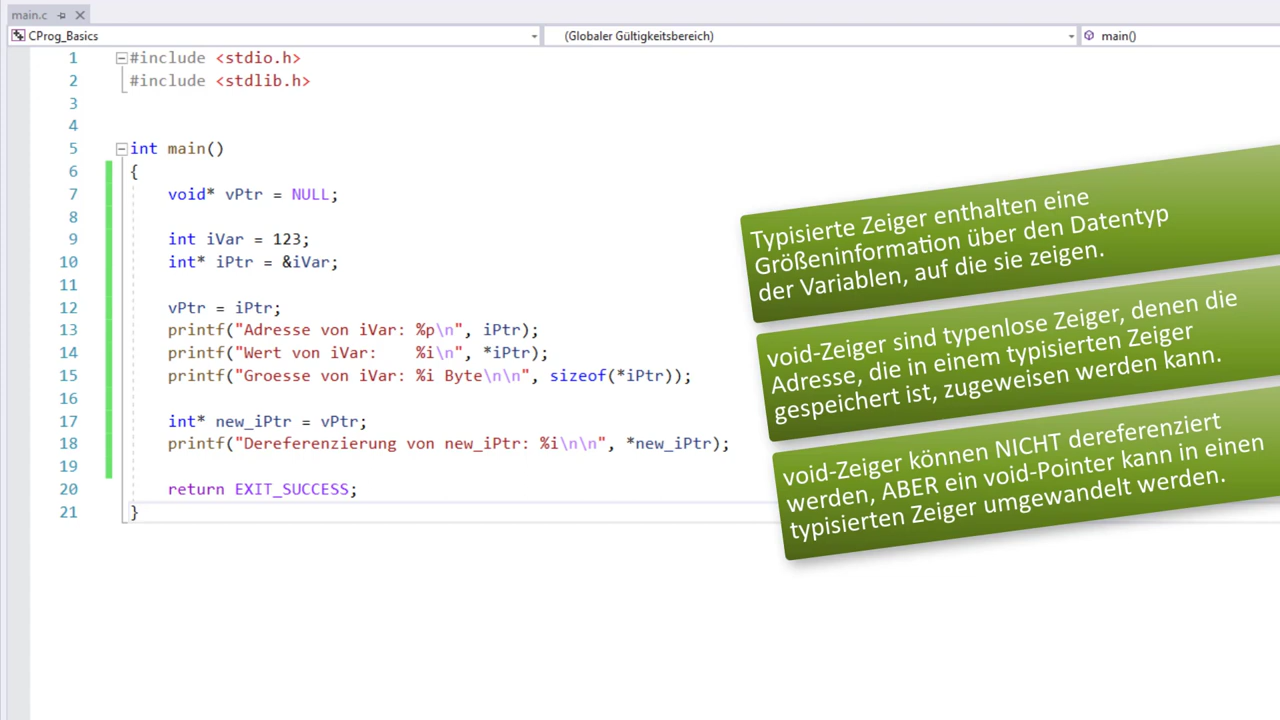 main.c
CProg_Basics (Globaler Gültigkeitsbereich) main()
1 #include <stdio.h>
2 #include <stdlib.h>
3
4
5 int main()
6 {
7 void* vPtr = NULL;
8
9 int iVar = 123;
10 int* iPtr = &iVar;
11
12 vPtr = iPtr;
13 printf("Adresse von iVar: %p\n", iPtr);
14 printf("Wert von iVar:    %i\n", *iPtr);
15 printf("Groesse von iVar: %i Byte\n\n", sizeof(*iPtr));
16
17 int* new_iPtr = vPtr;
18 printf("Dereferenzierung von new_iPtr: %i\n\n", *new_iPtr);
19
20 return EXIT_SUCCESS;
21 }
Typisierte Zeiger enthalten eine
Größeninformation über den Datentyp
der Variablen, auf die sie zeigen.
void-Zeiger sind typenlose Zeiger, denen die
Adresse, die in einem typisierten Zeiger
gespeichert ist, zugeweisen werden kann.
void-Zeiger können NICHT dereferenziert
werden, ABER ein void-Pointer kann in einen
typisierten Zeiger umgewandelt werden.